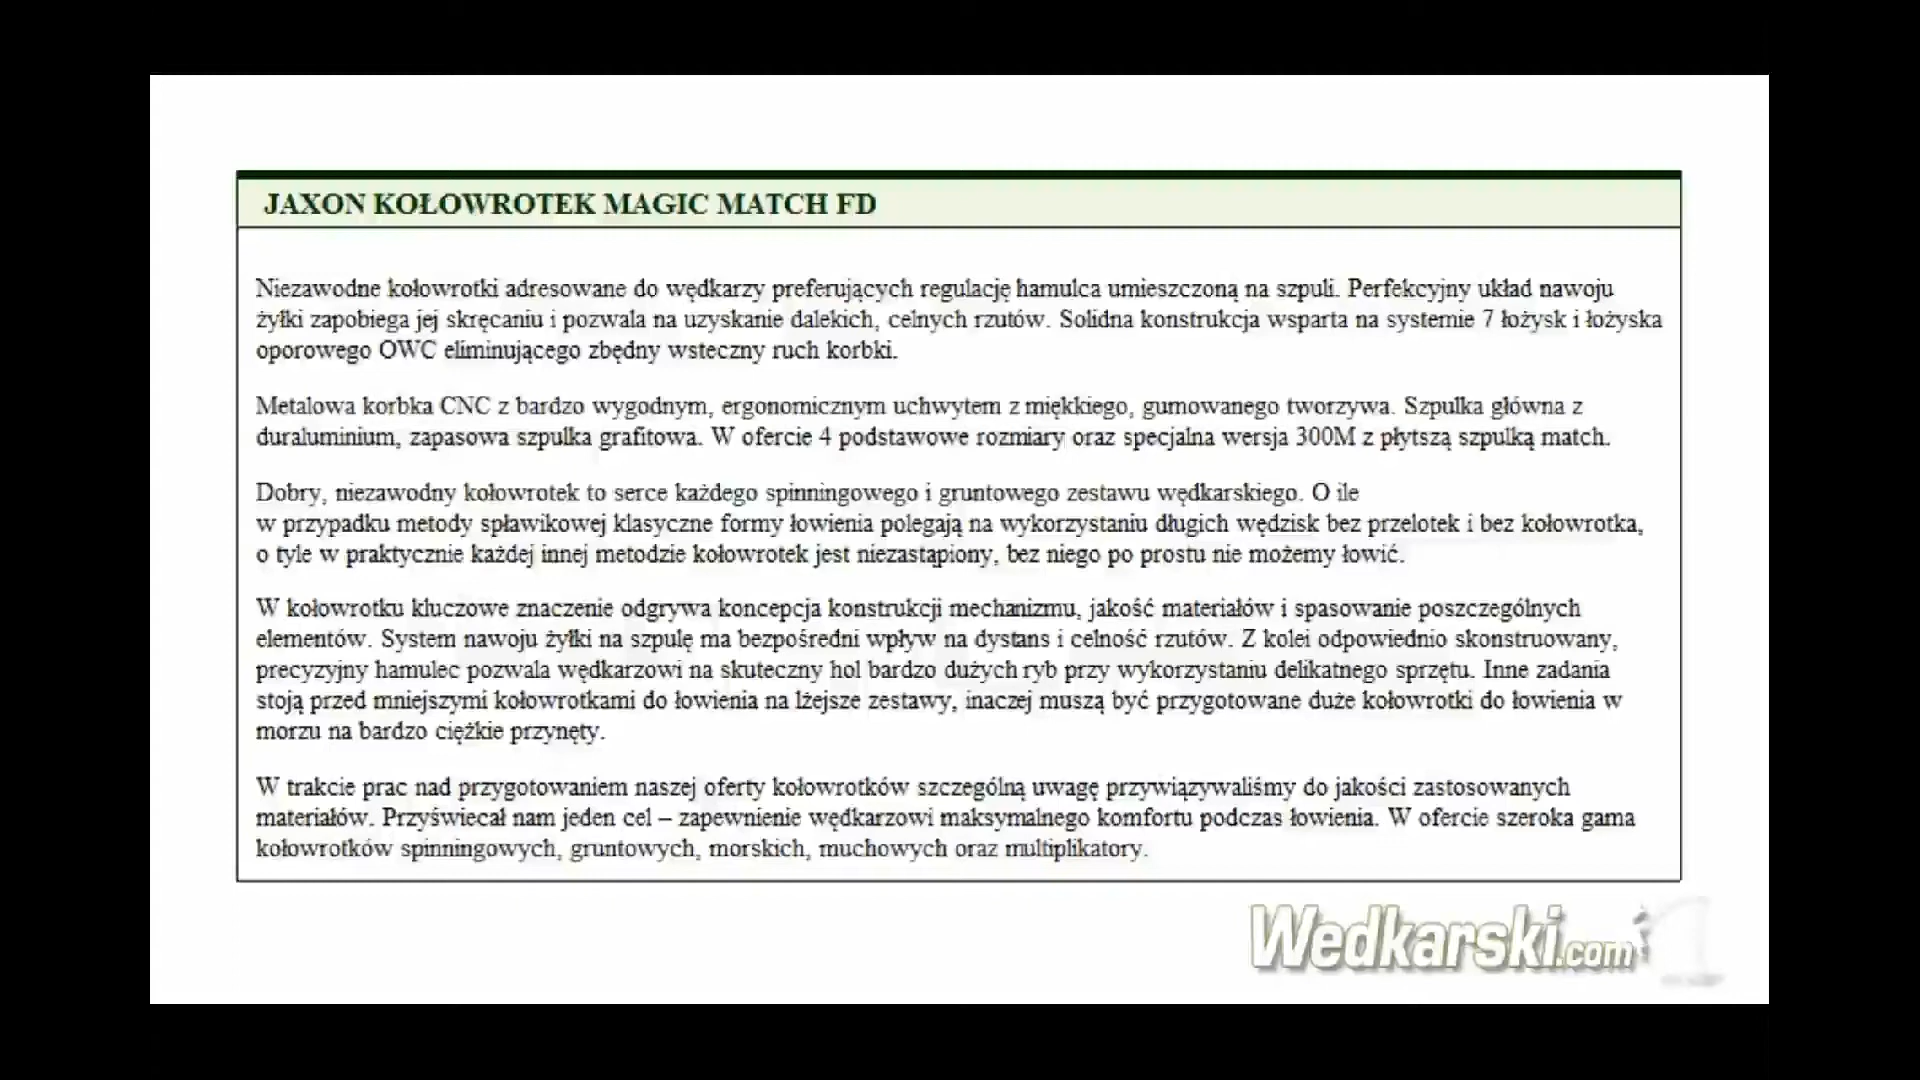 JAXON KOŁOWROTEK MAGIC MATCH FD
Niezawodne kołowrotki adresowane do wędkarzy preferujących regulację hamulca umieszczoną na szpuli. Perfekcyjny układ nawoju
żyłki zapobiega jej skręcaniu i pozwala na uzyskanie dalekich, celnych rzutów. Solidna konstrukcja wsparta na systemie 7 łożysk i łożyska
oporowego OWC eliminującego zbędny wsteczny ruch korbki.
Metalowa korbka CNC z bardzo wygodnym, ergonomicznym uchwytem z miękkiego, gumowanego tworzywa. Szpulka główna z
duraluminium, zapasowa szpulka grafitowa. W ofercie 4 podstawowe rozmiary oraz specjalna wersja 300M z płytszą szpulką match.
Dobry, niezawodny kołowrotek to serce każdego spinningowego i gruntowego zestawu wędkarskiego. O ile
w przypadku metody spławikowej klasyczne formy łowienia polegają na wykorzystaniu długich wędzisk bez przelotek i bez kołowrotka,
o tyle w praktycznie każdej innej metodzie kołowrotek jest niezastąpiony, bez niego po prostu nie możemy łowić.
W kołowrotku kluczowe znaczenie odgrywa koncepcja konstrukcji mechanizmu, jakość materiałów i spasowanie poszczególnych
elementów. System nawoju żyłki na szpulę ma bezpośredni wpływ na dystans i celność rzutów. Z kolei odpowiednio skonstruowany,
precyzyjny hamulec pozwala wędkarzowi na skuteczny hol bardzo dużych ryb przy wykorzystaniu delikatnego sprzętu. Inne zadania
stoją przed mniejszymi kołowrotkami do łowienia na lżejsze zestawy, inaczej muszą być przygotowane duże kołowrotki do łowienia w
morzu na bardzo ciężkie przynęty.
W trakcie prac nad przygotowaniem naszej oferty kołowrotków szczególną uwagę przywiązywaliśmy do jakości zastosowanych
materiałów. Przyświecał nam jeden cel – zapewnienie wędkarzowi maksymalnego komfortu podczas łowienia. W ofercie szeroka gama
kołowrotków spinningowych, gruntowych, morskich, muchowych oraz multiplikatory.
Wedkarski.com